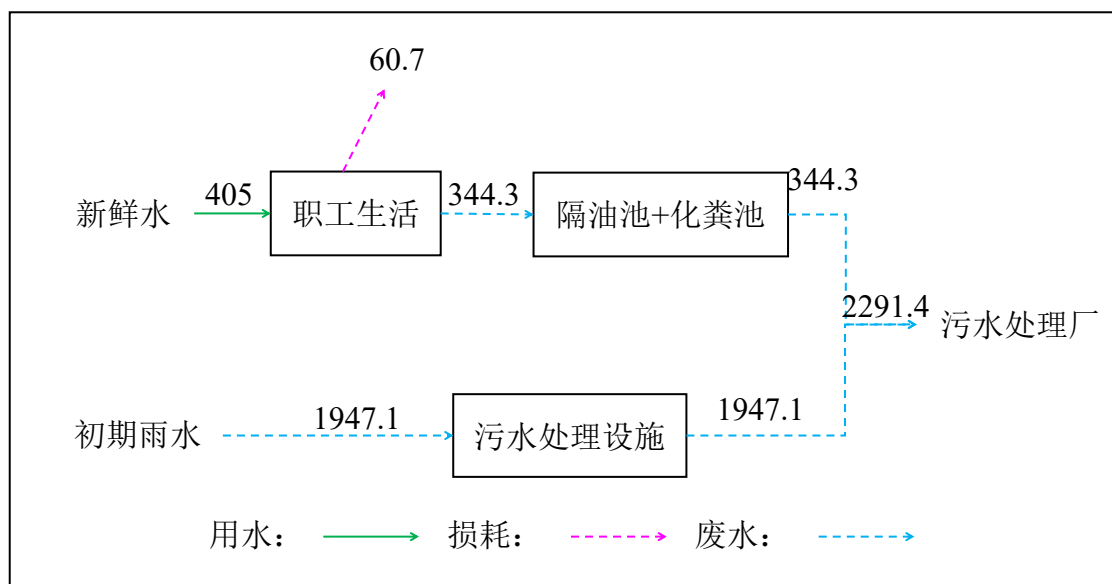 60.7
新鲜水 405 职工生活 344.3 隔油池+化粪池 344.3
2291.4 污水处理厂
初期雨水 1947.1 污水处理设施 1947.1
用水： 损耗： 废水：